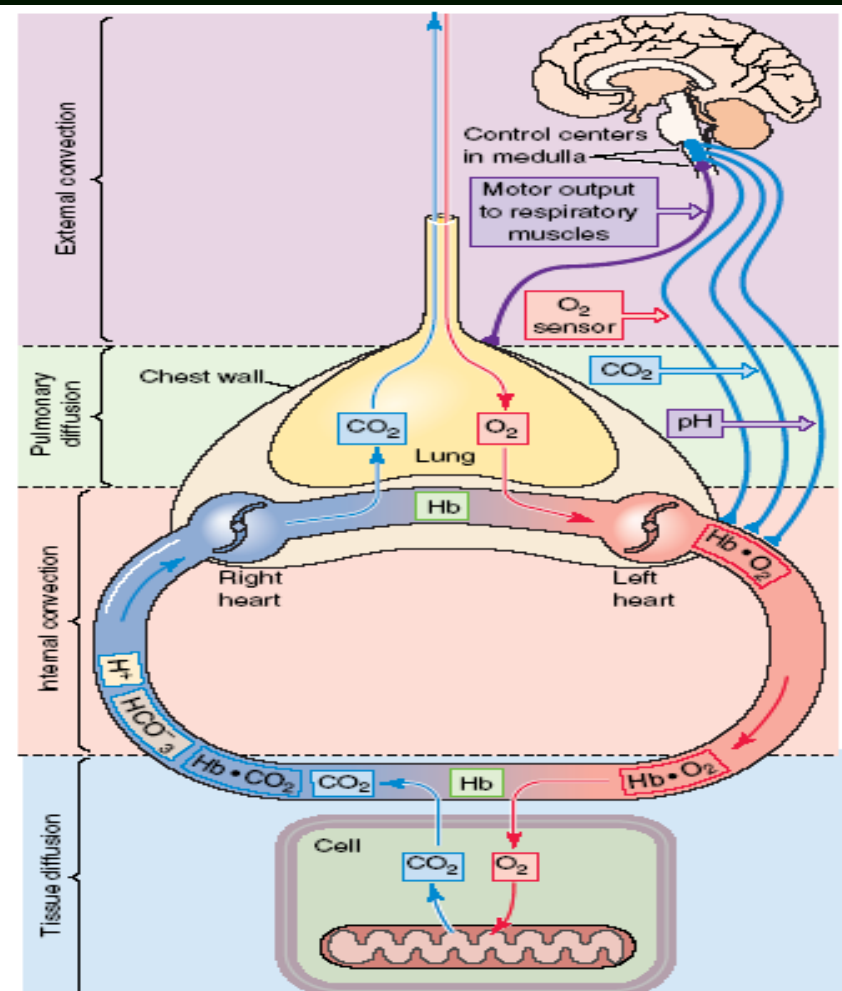 External convection
Control centers
in medulla
Motor output
to respiratory
muscles
O₂
sensor
Pulmonary
diffusion
Chest wall
CO₂
pH
CO₂
O₂
Lung
Internal convection
Hb
Right
heart
Left
heart
Hb•O₂
H⁺
HCO₃⁻
Hb•CO₂
CO₂
Hb
Hb•O₂
Tissue diffusion
Cell
CO₂
O₂